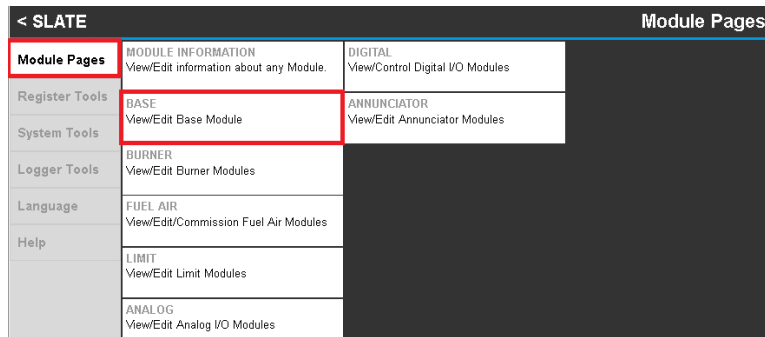 < SLATE
Module Pages
Module Pages
Register Tools
System Tools
Logger Tools
Language
Help
MODULE INFORMATION
View/Edit information about any Module.
BASE
View/Edit Base Module
BURNER
View/Edit Burner Modules
FUEL AIR
View/Edit/Commission Fuel Air Modules
LIMIT
View/Edit Limit Modules
ANALOG
View/Edit Analog I/O Modules
DIGITAL
View/Control Digital I/O Modules
ANNUNCIATOR
View/Edit Annunciator Modules